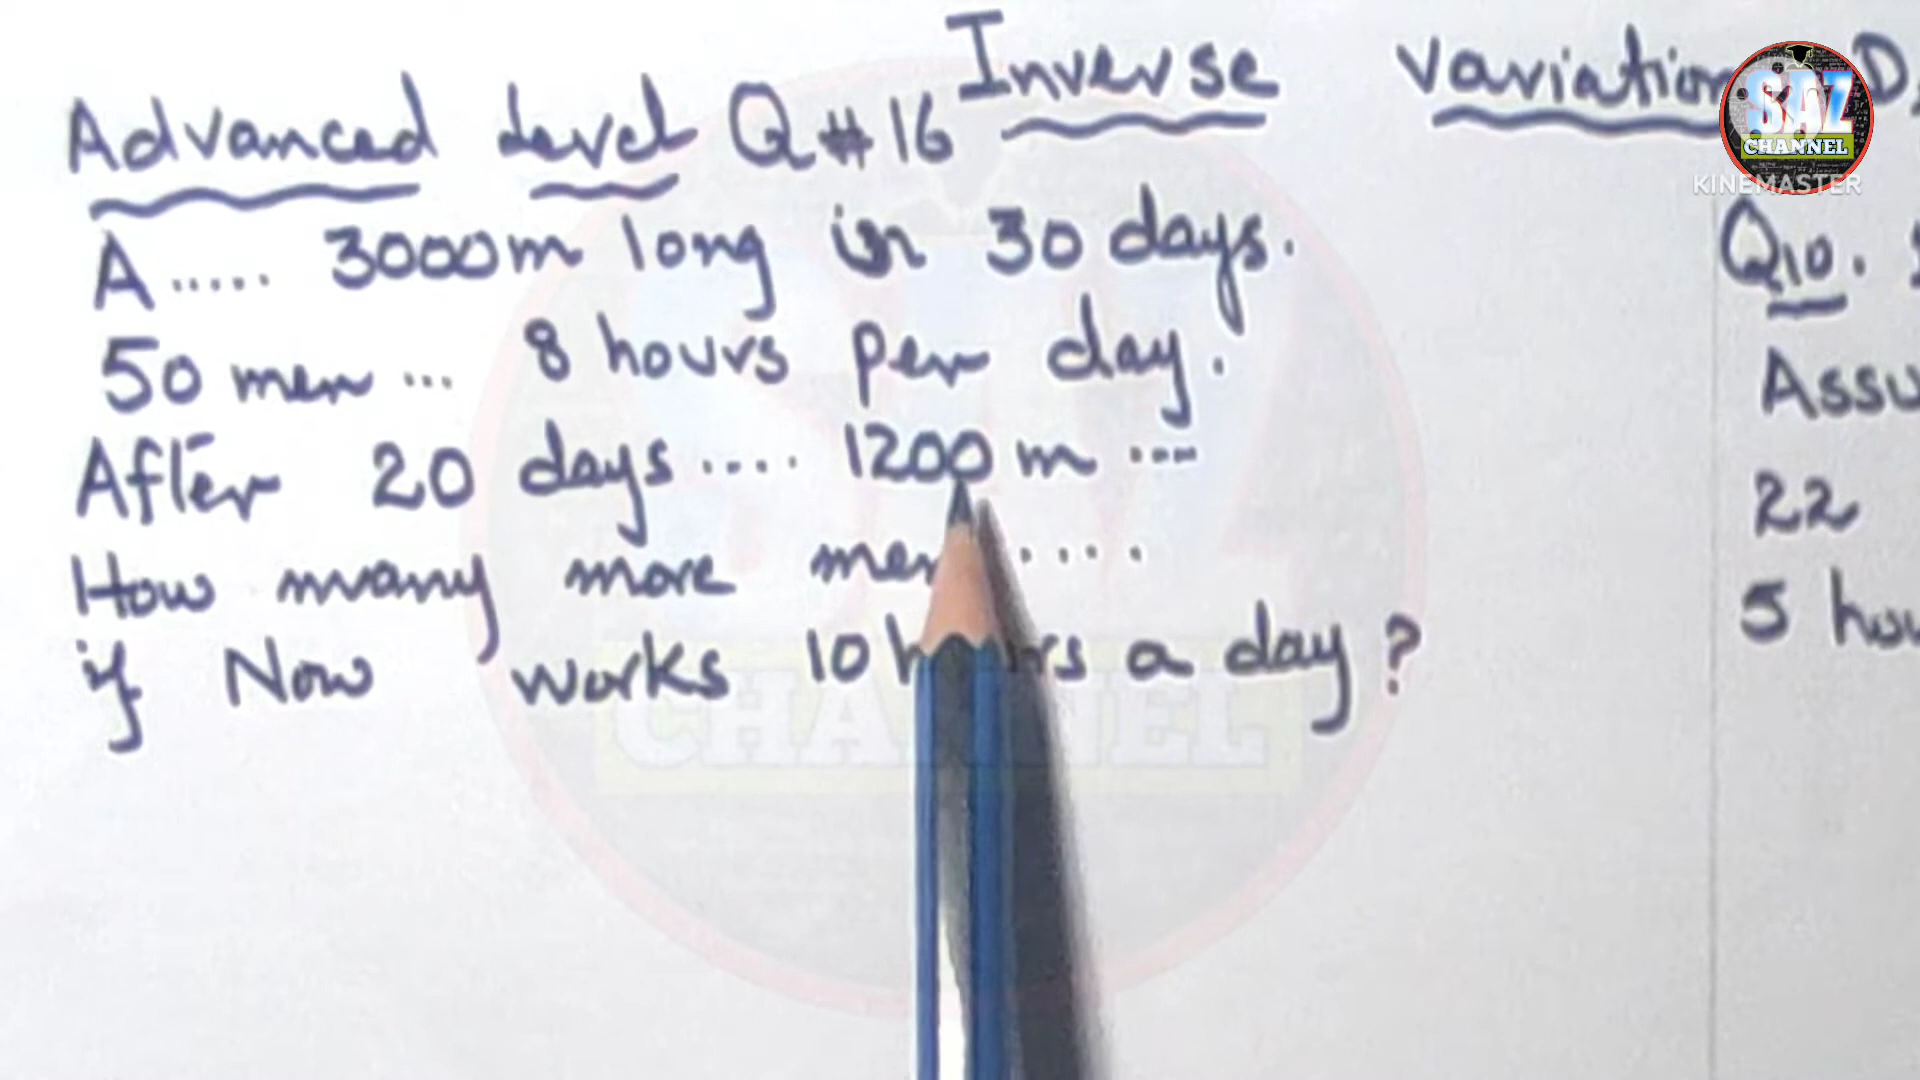 Inverse variation D
Advanced Level Q#16
A..... 3000m long in 30 days.
50 men ... 8 hours per day.
After 20 days .... 1200 m ---
How many more men ....
if Now works 10 hours a day ?
Q10.
Assu
22
5 hou
SAZ
CHANNEL
KINEMASTER
SAZ
CHANNEL